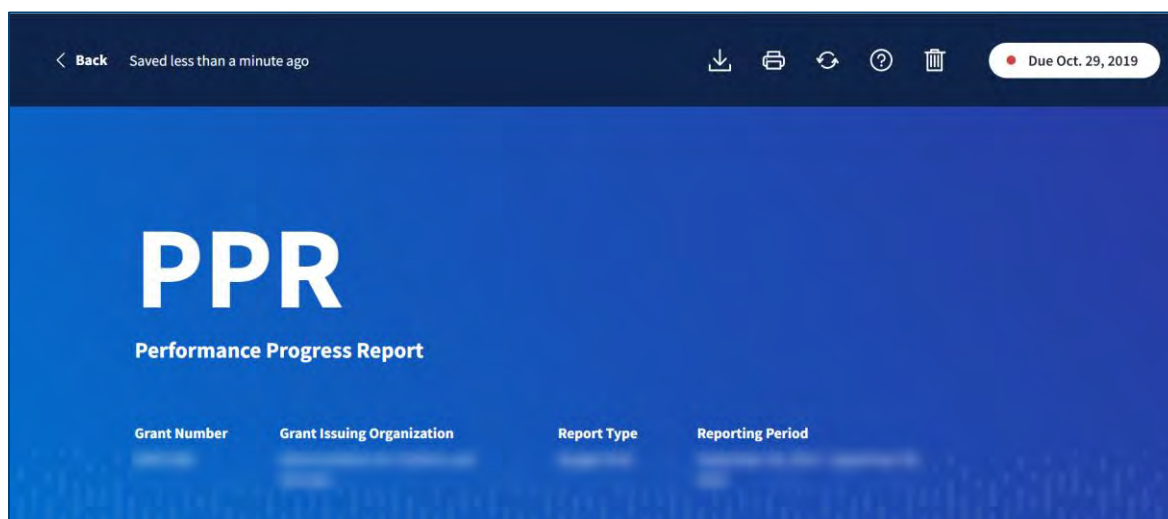 Back Saved less than a minute ago Due Oct. 29, 2019
PPR
Performance Progress Report
Grant Number Grant Issuing Organization Report Type Reporting Period